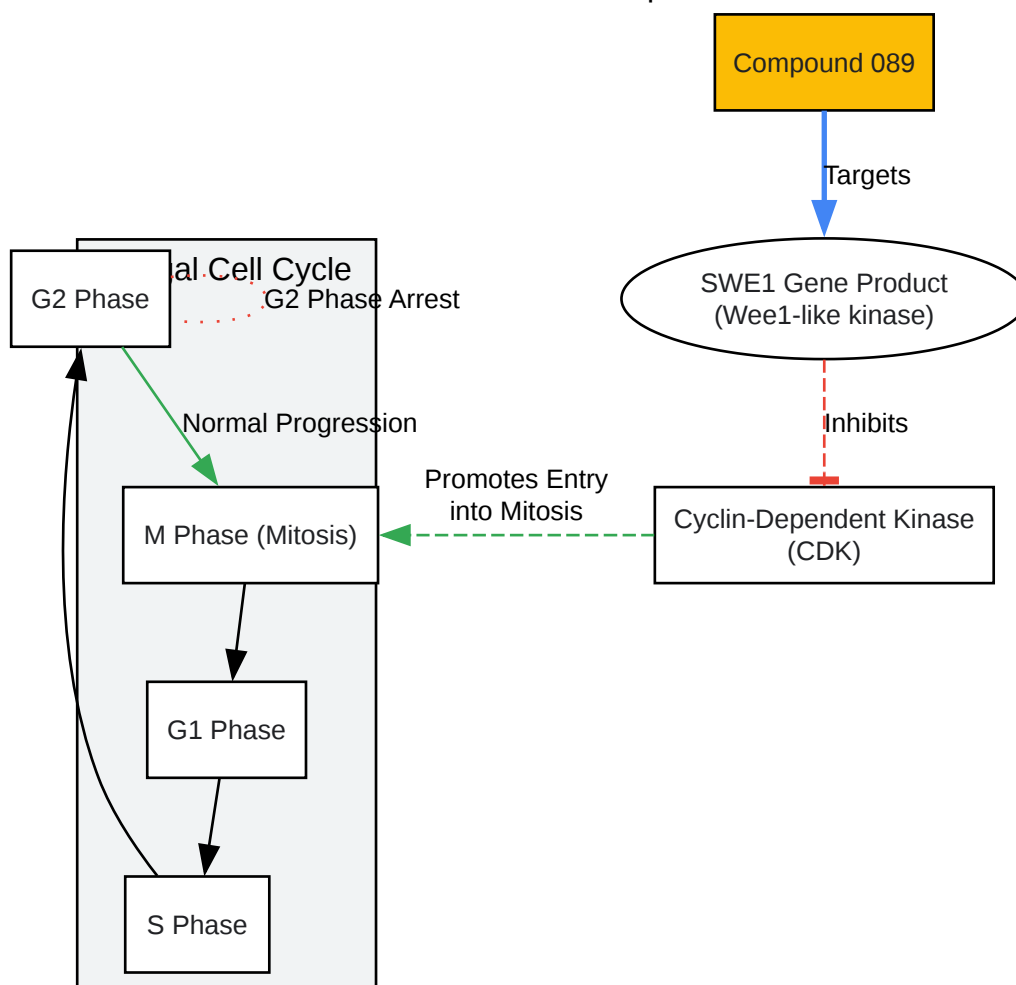 Compound 089
Targets
SWE1 Gene Product
(Wee1-like kinase)
Inhibits
Cell Cycle
G2 Phase
G2 Phase Arrest
Normal Progression
Promotes Entry
into Mitosis
Cyclin-Dependent Kinase
(CDK)
M Phase (Mitosis)
G1 Phase
S Phase